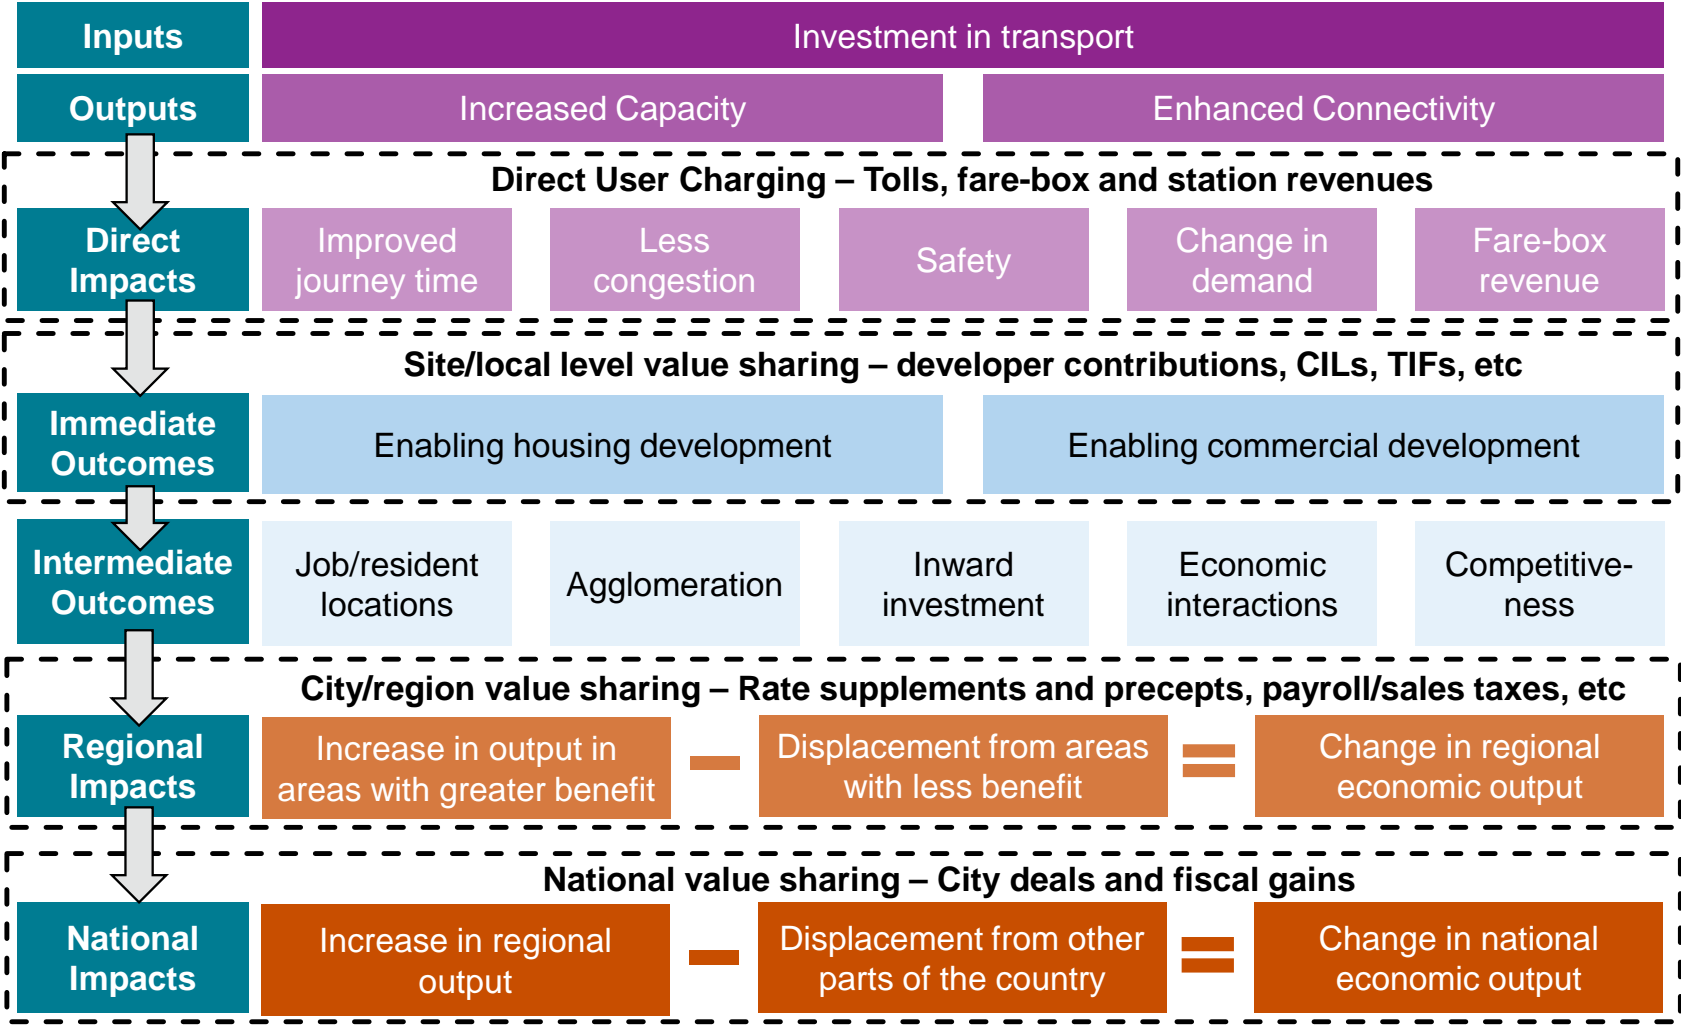 Inputs
Investment in transport
Outputs
Increased Capacity
Enhanced Connectivity
Direct User Charging – Tolls, fare-box and station revenues
Direct
Impacts
Improved
journey time
Less
congestion
Safety
Change in
demand
Fare-box
revenue
Site/local level value sharing – developer contributions, CILs, TIFs, etc
Immediate
Outcomes
Enabling housing development
Enabling commercial development
Intermediate
Outcomes
Job/resident
locations
Agglomeration
Inward
investment
Economic
interactions
Competitive-
ness
City/region value sharing – Rate supplements and precepts, payroll/sales taxes, etc
Regional
Impacts
Increase in output in
areas with greater benefit
–
Displacement from areas
with less benefit
=
Change in regional
economic output
National value sharing – City deals and fiscal gains
National
Impacts
Increase in regional
output
–
Displacement from other
parts of the country
=
Change in national
economic output